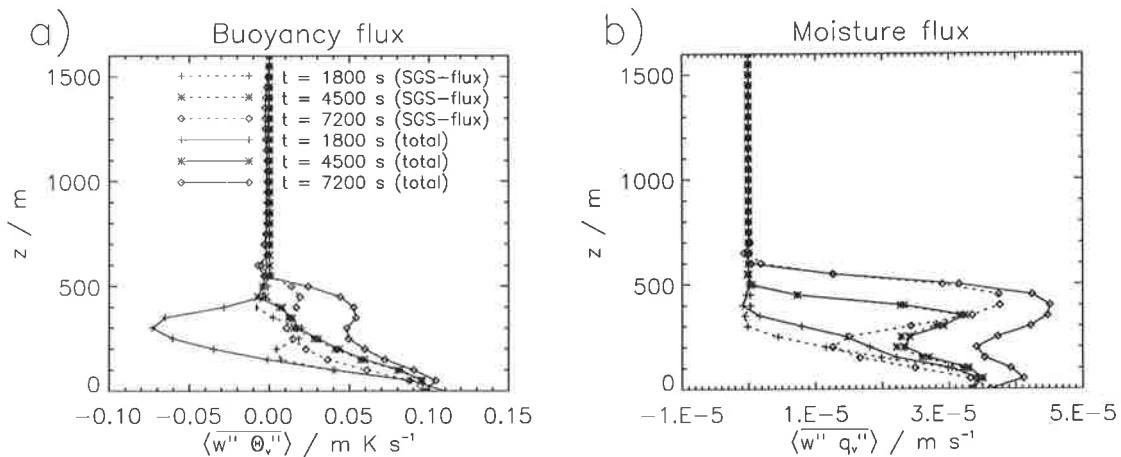 a) Buoyancy flux
b) Moisture flux
1500
1000
500
0
z / m
t = 1800 s (SGS-flux)
t = 4500 s (SGS-flux)
t = 7200 s (SGS-flux)
t = 1800 s (total)
t = 4500 s (total)
t = 7200 s (total)
-0.10 -0.05 0.00 0.05 0.10 0.15
⟨w'' Θᵥ''⟩ / m K s⁻¹
1500
1000
500
0
z / m
-1.E-5 1.E-5 3.E-5 5.E-5
⟨w'' qᵥ''⟩ / m s⁻¹